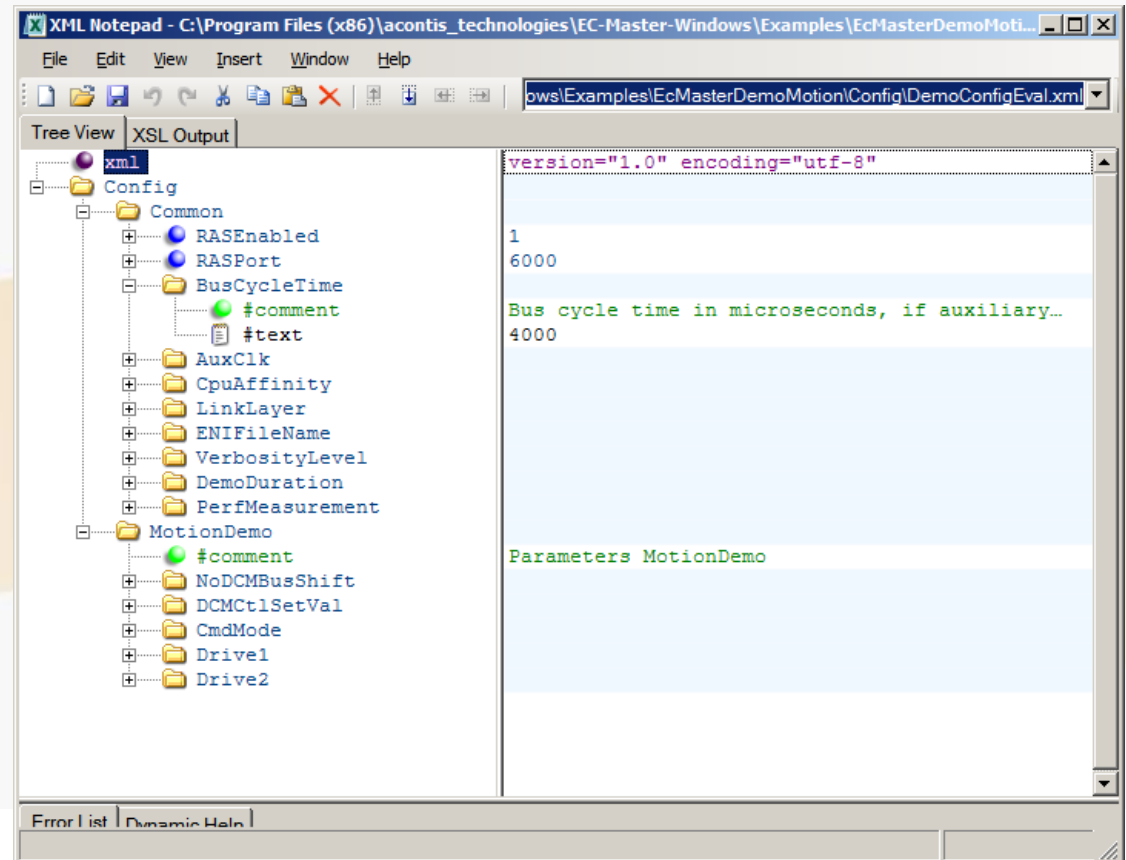 XML Notepad - C:\Program Files (x86)\acontis_technologies\EC-Master-Windows\Examples\EcMasterDemoMoti...
File Edit View Insert Window Help
ows\Examples\EcMasterDemoMotion\Config\DemoConfigEval.xml
Tree View XSL Output
xml version="1.0" encoding="utf-8"
Config
Common
RASEnabled 1
RASPort 6000
BusCycleTime
#comment Bus cycle time in microseconds, if auxiliary…
#text 4000
AuxClk
CpuAffinity
LinkLayer
ENIFileName
VerbosityLevel
DemoDuration
PerfMeasurement
MotionDemo
#comment Parameters MotionDemo
NoDCMBusShift
DCMCtlSetVal
CmdMode
Drive1
Drive2
Error List Dynamic Help